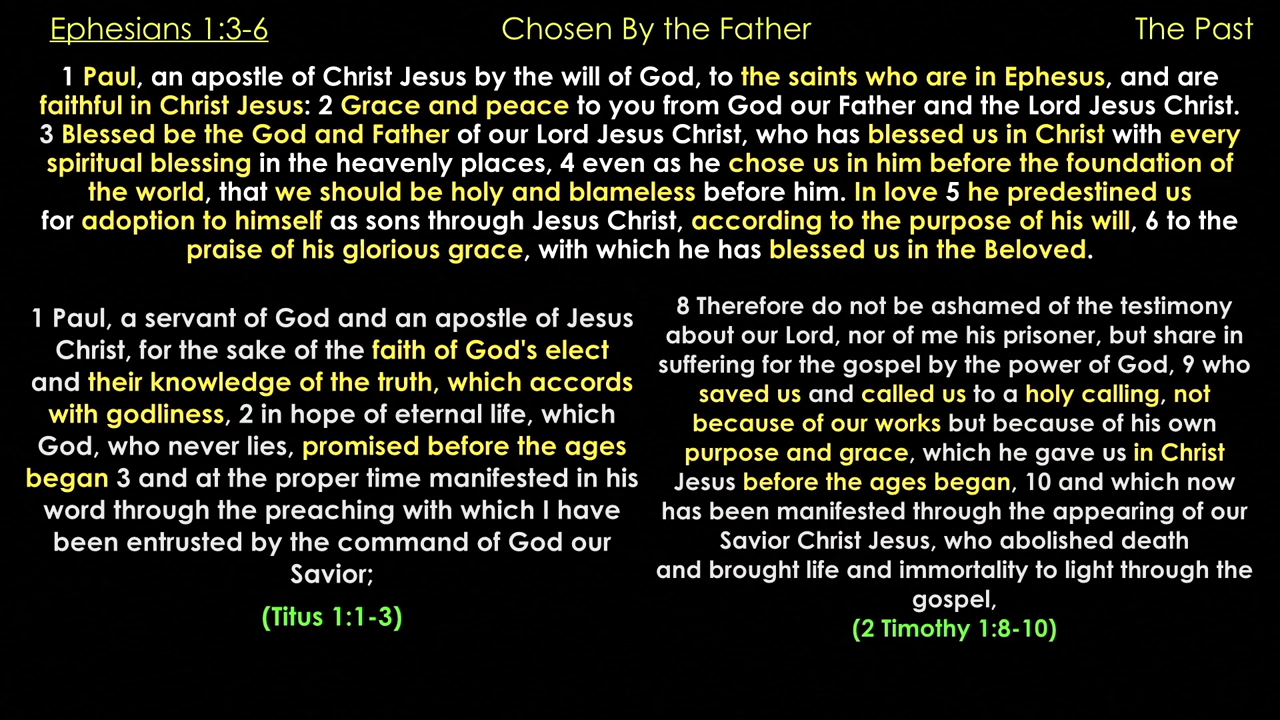 Ephesians 1:3-6
Chosen By the Father
The Past
1 Paul, an apostle of Christ Jesus by the will of God, to the saints who are in Ephesus, and are
faithful in Christ Jesus: 2 Grace and peace to you from God our Father and the Lord Jesus Christ.
3 Blessed be the God and Father of our Lord Jesus Christ, who has blessed us in Christ with every
spiritual blessing in the heavenly places, 4 even as he chose us in him before the foundation of
the world, that we should be holy and blameless before him. In love 5 he predestined us
for adoption to himself as sons through Jesus Christ, according to the purpose of his will, 6 to the
praise of his glorious grace, with which he has blessed us in the Beloved.
1 Paul, a servant of God and an apostle of Jesus
Christ, for the sake of the faith of God's elect
and their knowledge of the truth, which accords
with godliness, 2 in hope of eternal life, which
God, who never lies, promised before the ages
began 3 and at the proper time manifested in his
word through the preaching with which I have
been entrusted by the command of God our
Savior;
(Titus 1:1-3)
8 Therefore do not be ashamed of the testimony
about our Lord, nor of me his prisoner, but share in
suffering for the gospel by the power of God, 9 who
saved us and called us to a holy calling, not
because of our works but because of his own
purpose and grace, which he gave us in Christ
Jesus before the ages began, 10 and which now
has been manifested through the appearing of our
Savior Christ Jesus, who abolished death
and brought life and immortality to light through the
gospel,
(2 Timothy 1:8-10)